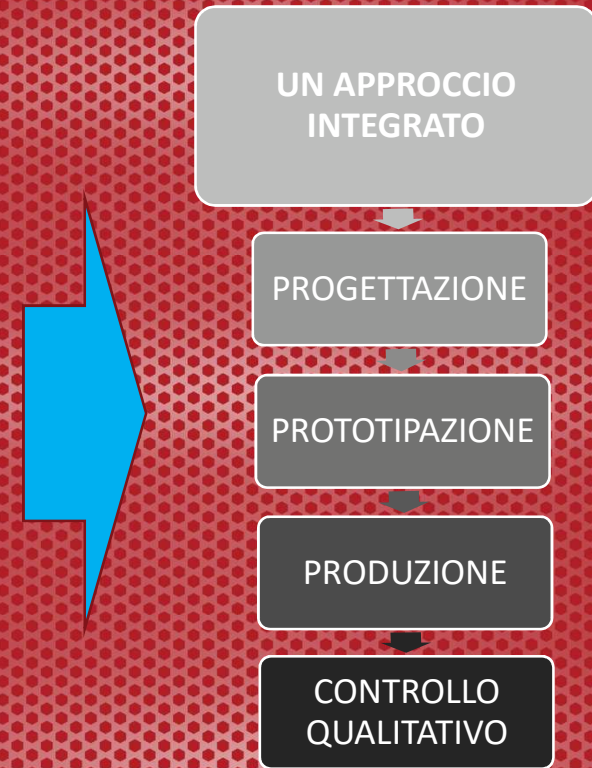 UN APPROCCIO
INTEGRATO
PROGETTAZIONE
PROTOTIPAZIONE
PRODUZIONE
CONTROLLO
QUALITATIVO